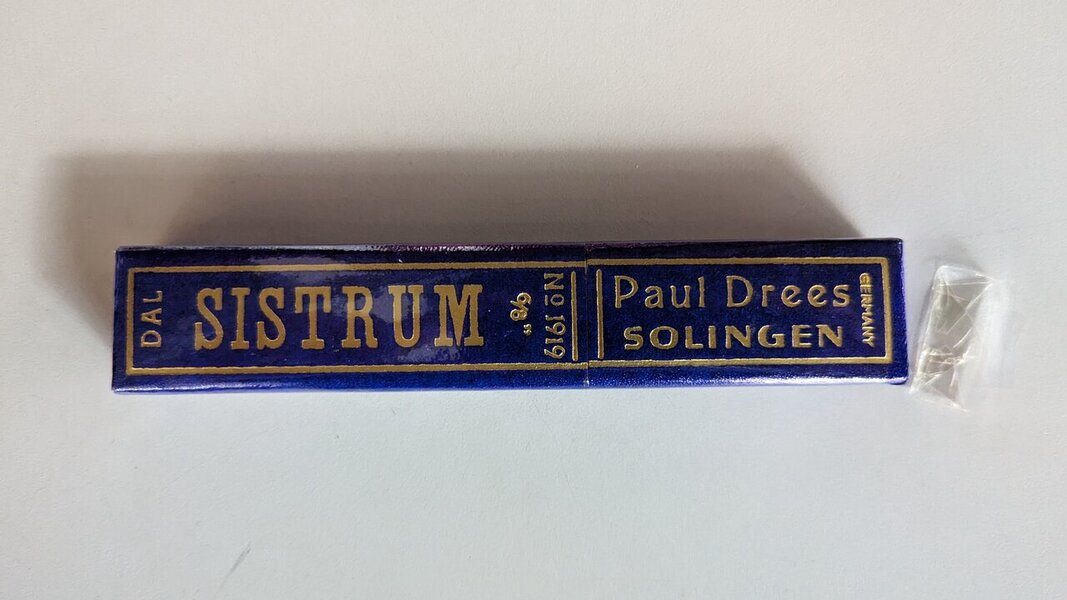 DAL
SISTRUM
6/8 "
No 1919
Paul Drees
SOLINGEN
GERMANY